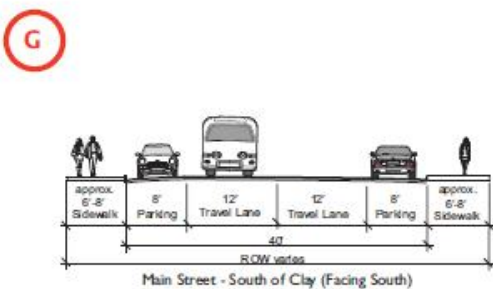 G
approx.
6'-8'
Sidewalk
8'
Parking
12'
Travel Lane
12'
Travel Lane
8'
Parking
approx.
6'-8'
Sidewalk
40'
ROW varies
Main Street - South of Clay (Facing South)